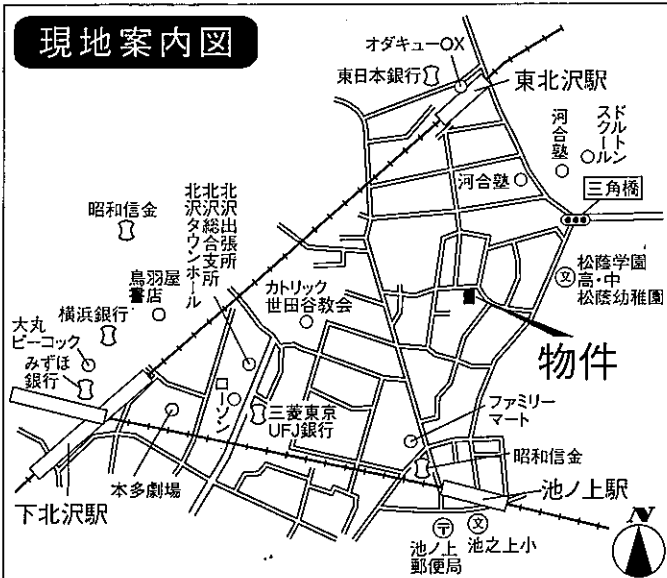 現地案内図
オダキューOX
東日本銀行
東北沢駅
河合塾
ドルトン
スクール
河合塾
三角橋
昭和信金
北沢出張所
北沢総合支所
北沢タウンホール
鳥羽屋
書店
横浜銀行
大丸
ピーコック
みずほ
銀行
カトリック
世田谷教会
文
松蔭学園
高・中
松蔭幼稚園
物件
ローソン
三菱東京
UFJ銀行
ファミリー
マート
昭和信金
本多劇場
下北沢駅
池ノ上駅
〒
池ノ上
郵便局
文
池之上小
N